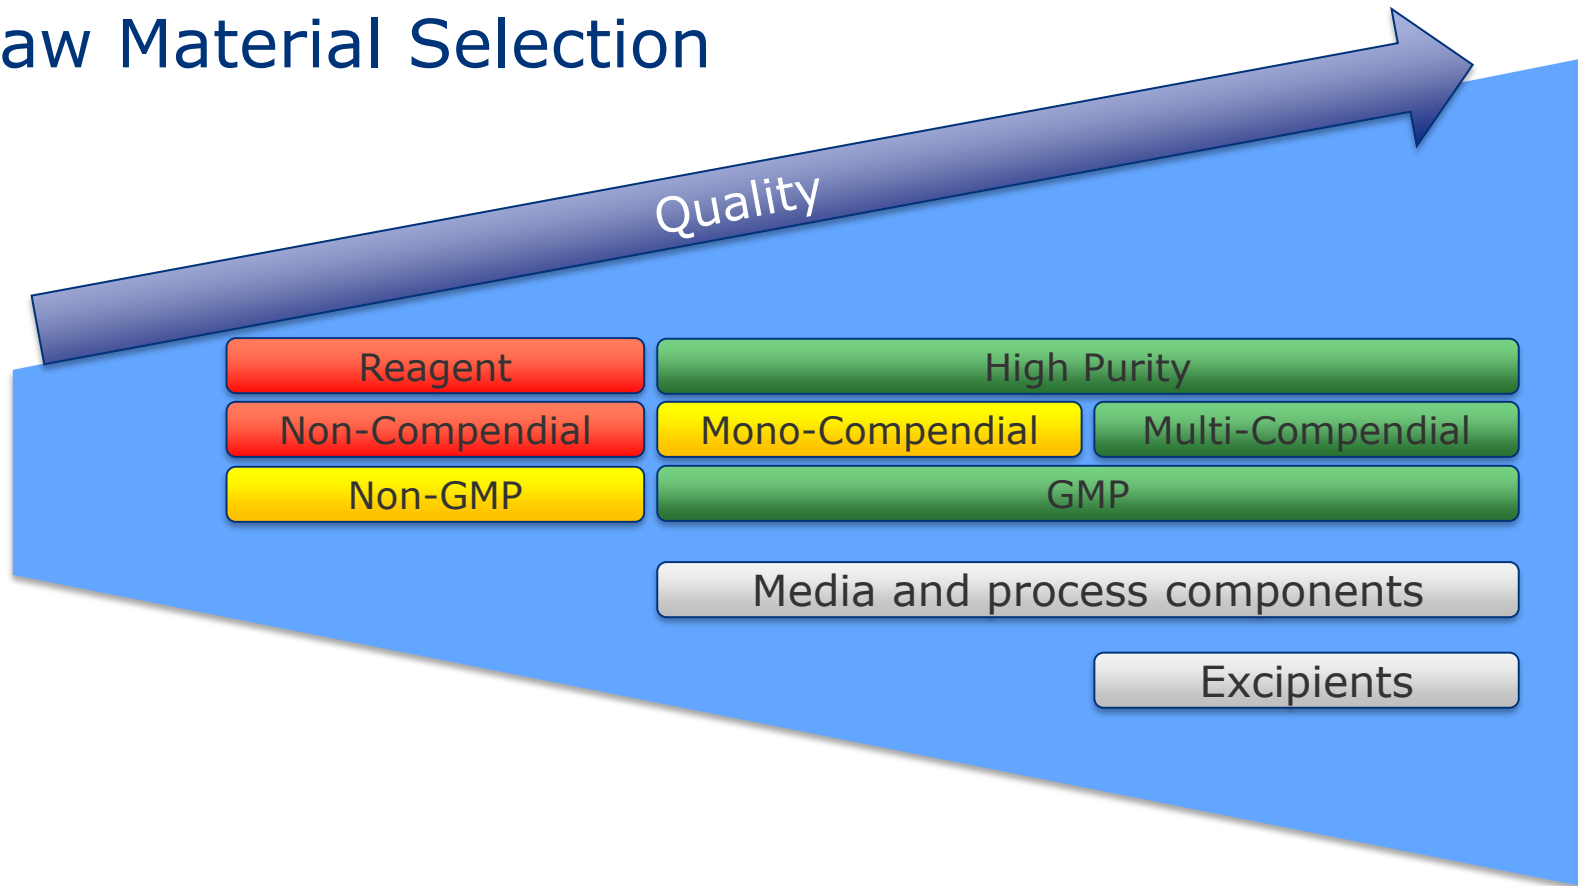 aw Material Selection
Quality
Reagent
High Purity
Non-Compendial
Mono-Compendial
Multi-Compendial
Non-GMP
GMP
Media and process components
Excipients